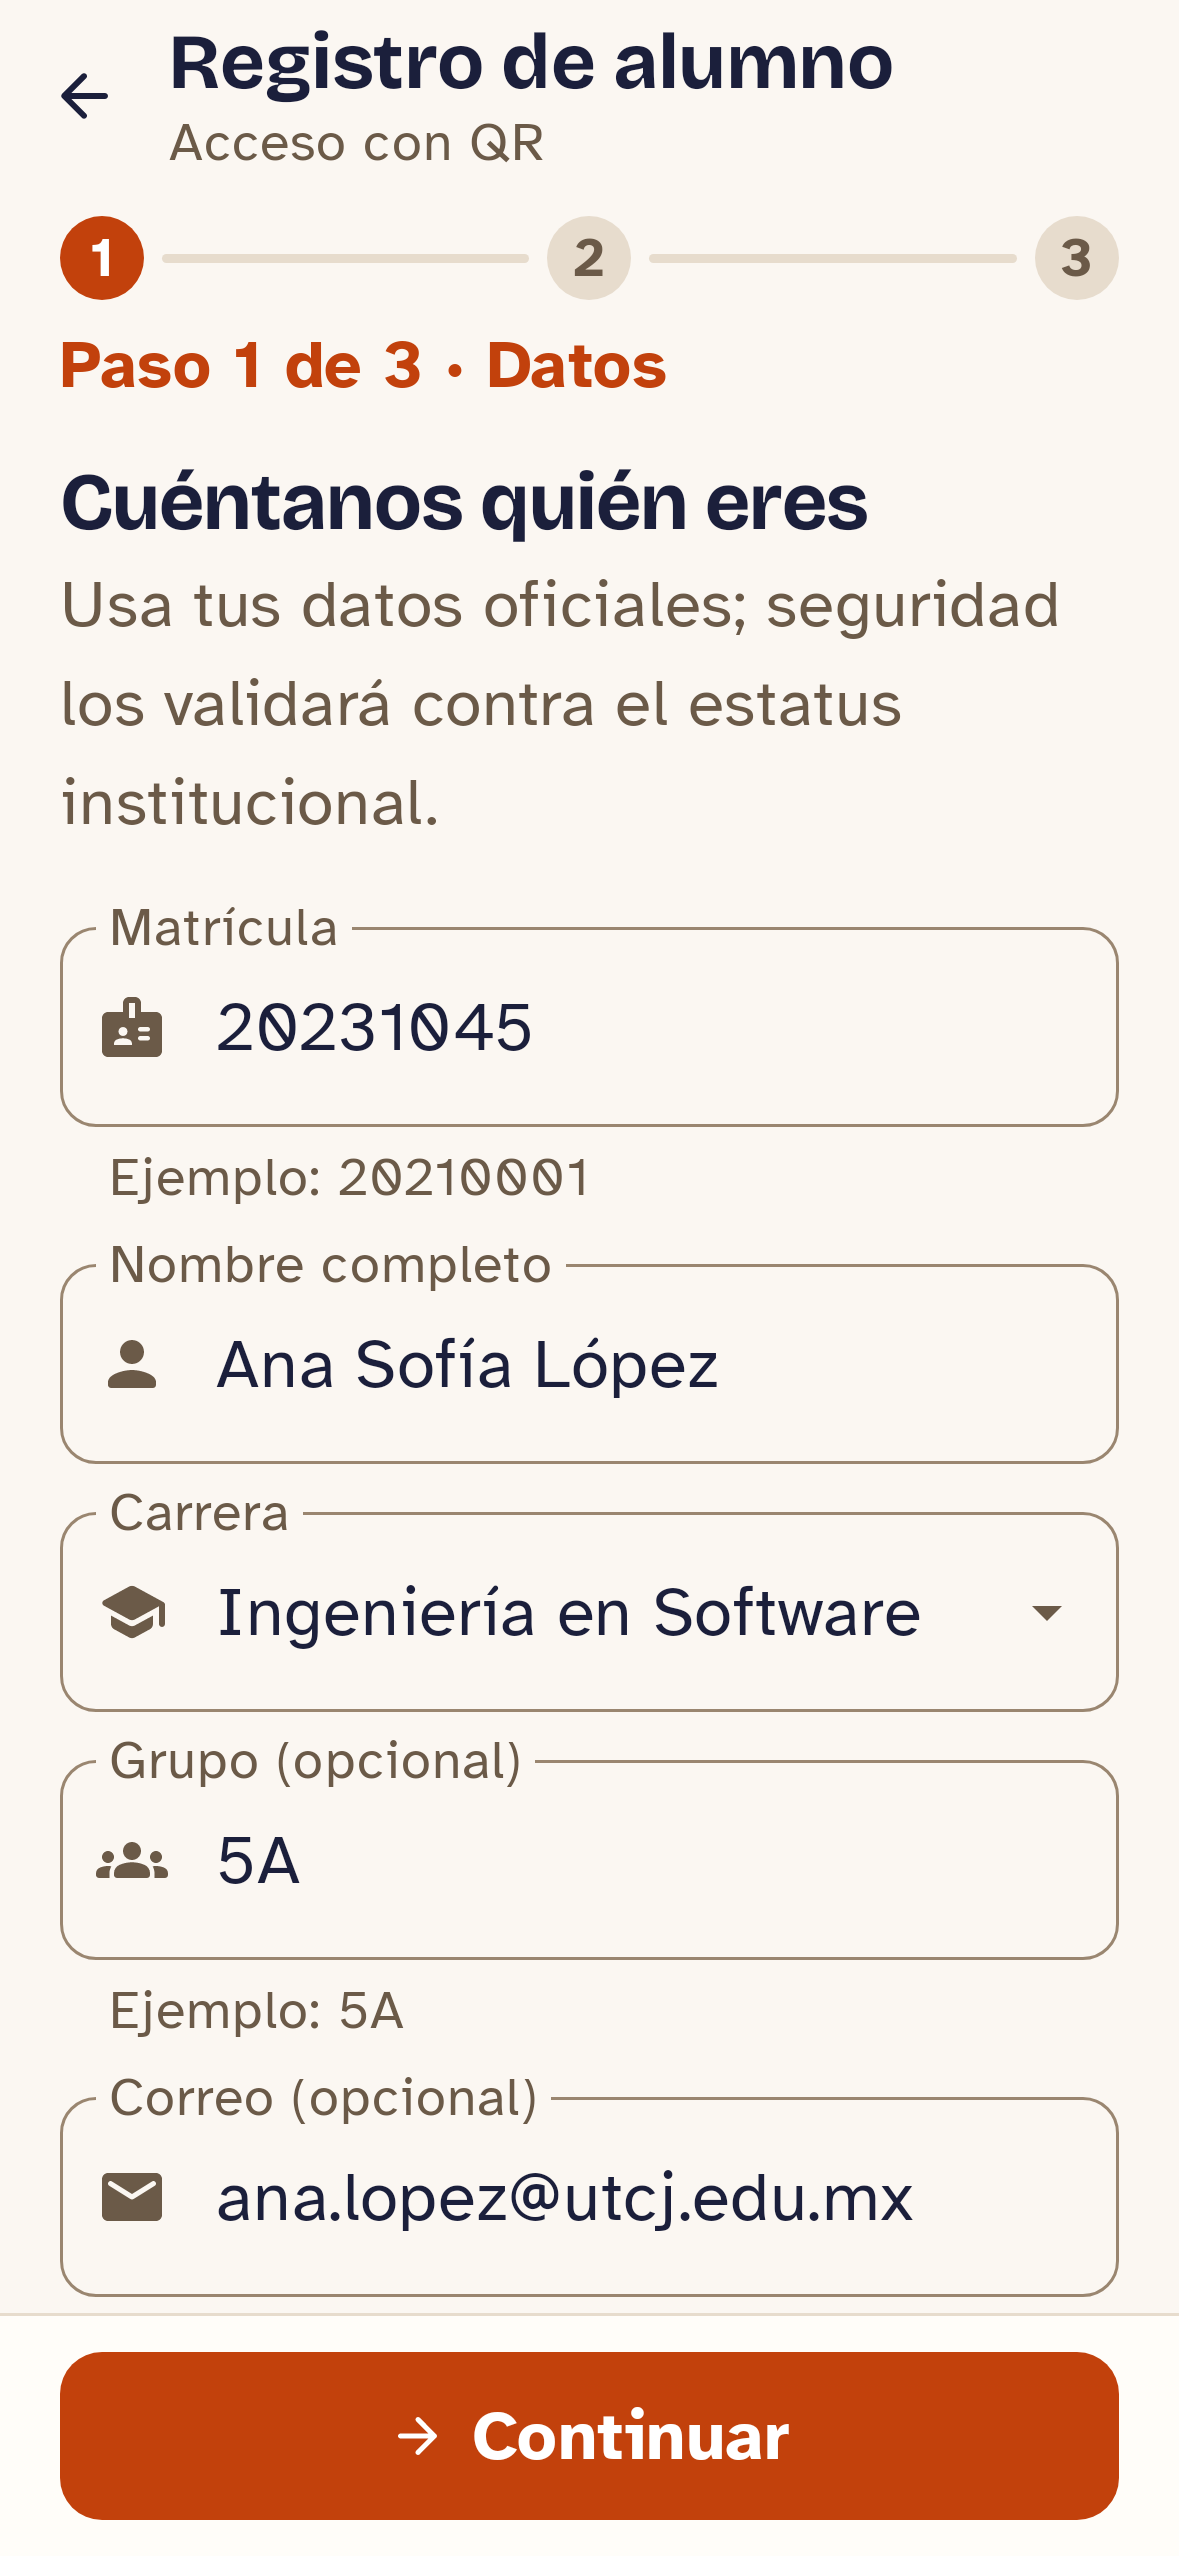 Registro de alumno
Acceso con QR
1 2 3
Paso 1 de 3 · Datos
Cuéntanos quién eres
Usa tus datos oficiales; seguridad
los validará contra el estatus
institucional.
Matrícula
20231045
Ejemplo: 20210001
Nombre completo
Ana Sofía López
Carrera
Ingeniería en Software
Grupo (opcional)
5A
Ejemplo: 5A
Correo (opcional)
ana.lopez@utcj.edu.mx
Continuar